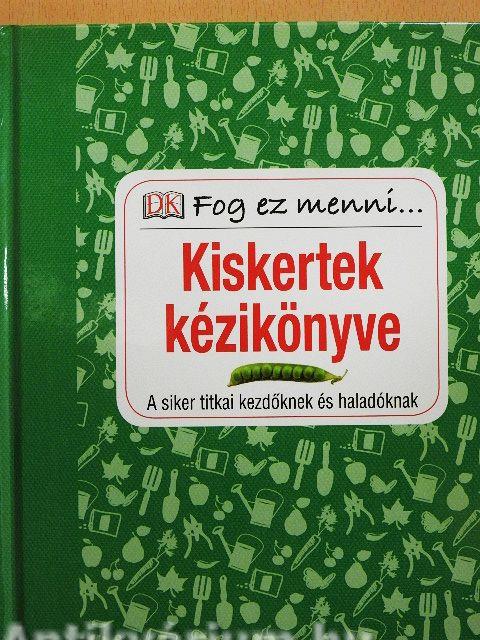 DK Fog ez menni...
Kiskertek
kézikönyve
A siker titkai kezdőknek és haladóknak